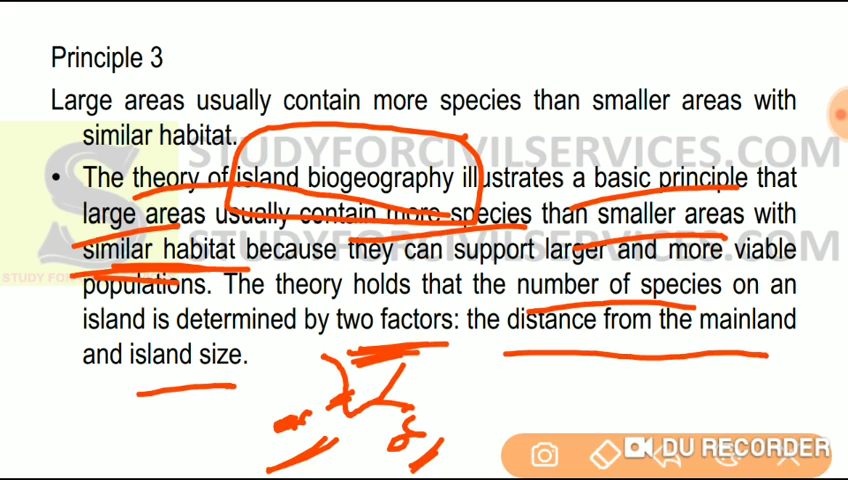 Principle 3
Large areas usually contain more species than smaller areas with
similar habitat.
STUDYFORCIVILSERVICES.COM
• The theory of island biogeography illustrates a basic principle that
large areas usually contain more species than smaller areas with
similar habitat because they can support larger and more viable
STUDYFORCIVILSERVICES.COM
populations. The theory holds that the number of species on an
island is determined by two factors: the distance from the mainland
and island size.
DU RECORDER